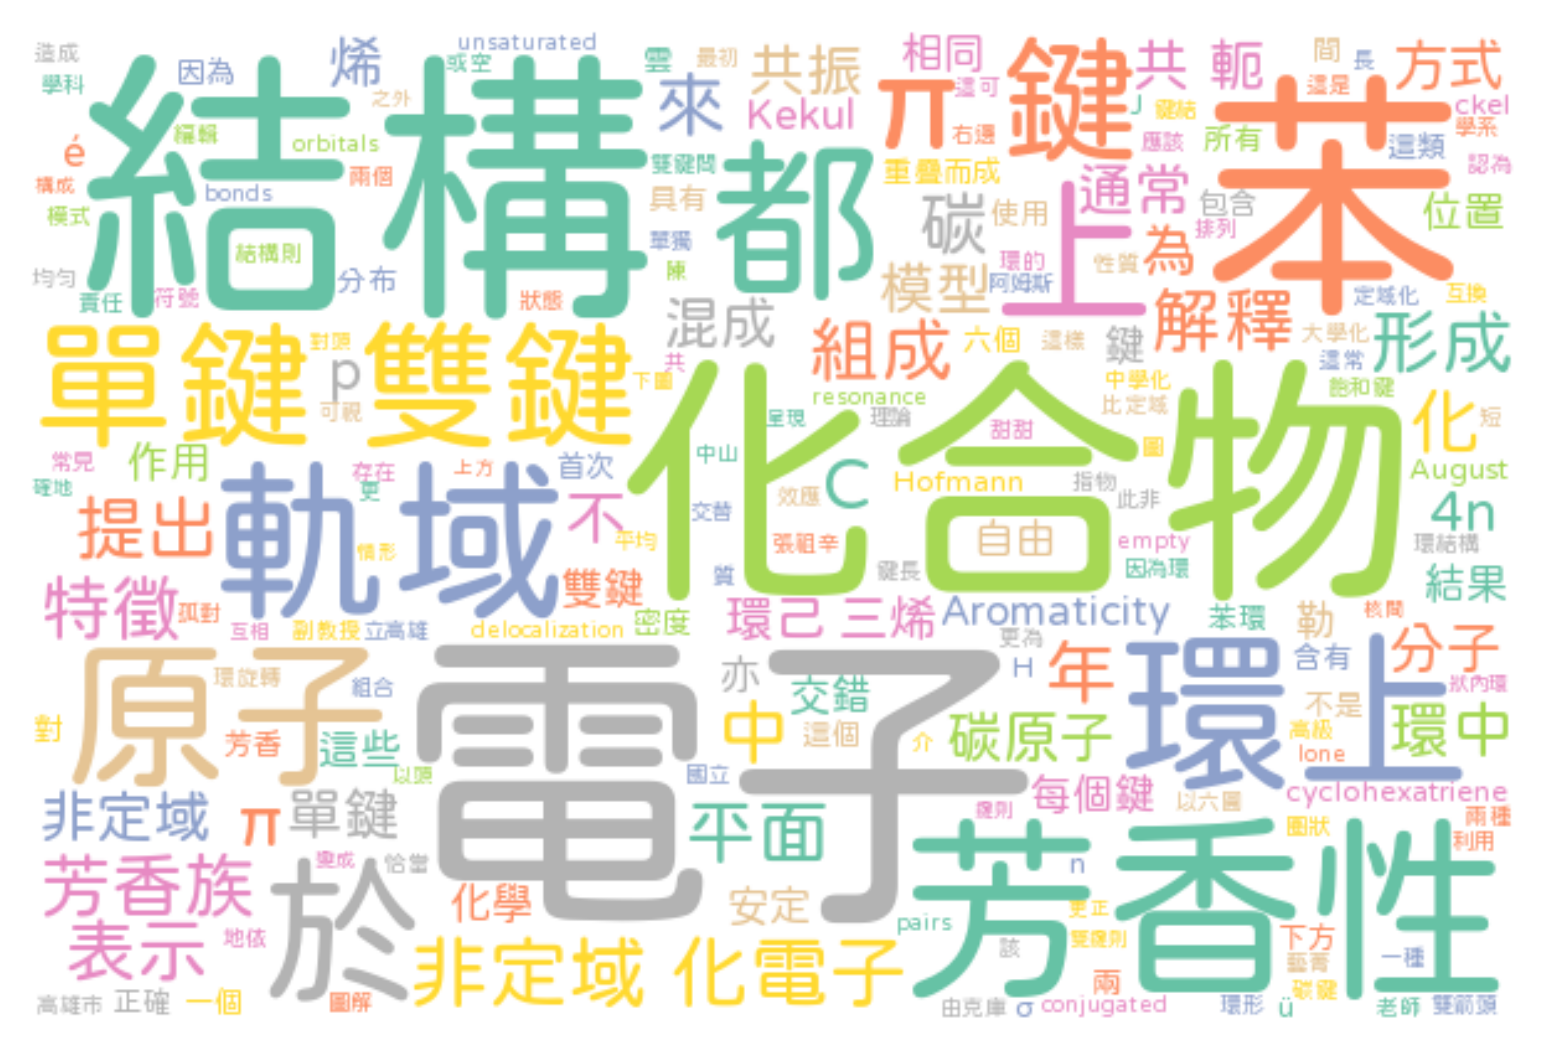 造成
因為
烯
unsaturated
或空
雲
最初
共振
相同
鍵
共
軛
間
長
方式
學科
之外
來
Kekul
π
這可
J
鍵結
這是
ckel
編輯
orbitals
結構
都
苯
é
構成
bonds
兩個
雙鍵間
右邊
應該
所有
這類
學系
認為
模式
具有
重疊而成
碳
使用
通常
包含
位置
結構則
單獨
排列
均勻
責任
符號
分布
狀態
陳
模型
環的
阿姆斯
上
性質
為
定域化
互換
單鍵
雙鍵
對頭
混成
組成
六個
這樣
鍵
解釋
大學化
通常
形成
p
可視
下圖
共
resonance
理論
中學化
比定域
飽和鍵
化
短
化合物
呈現
甜甜
圖
常見
作用
存在
上方
首次
中山
C
Hofmann
指物
August
確地
更
效應
此非
4n
提出
軌域
不
交替
自由
情形
平均
張祖辛
empty
環結構
特徵
孤對
雙鍵
質
鍵長
因為環
結果
互相
副教授
立高雄
delocalization
密度
環己
三烯
Aromaticity
苯環
勒
核間
原子
環旋轉
組合
電子
亦
交錯
更為
H
年
環上
含有
分子
狀內環
對
芳香
這些
以頭
中
這個
介
碳原子
不是
高級
lone
環中
非定域
π
單鍵
國立
平面
每個鍵
以六圓
cyclohexatriene
兩種
邊則
團狀
利用
芳香族
變成
恰當
於
化學
安定
芳香性
n
表示
地依
pairs
更正
該
雙邊則
下方
藝菁
一種
非定域
化電子
高雄市
正確
一個
圖解
兩
碳鍵
由克庫
σ
conjugated
環形
ü
老師
雙箭頭